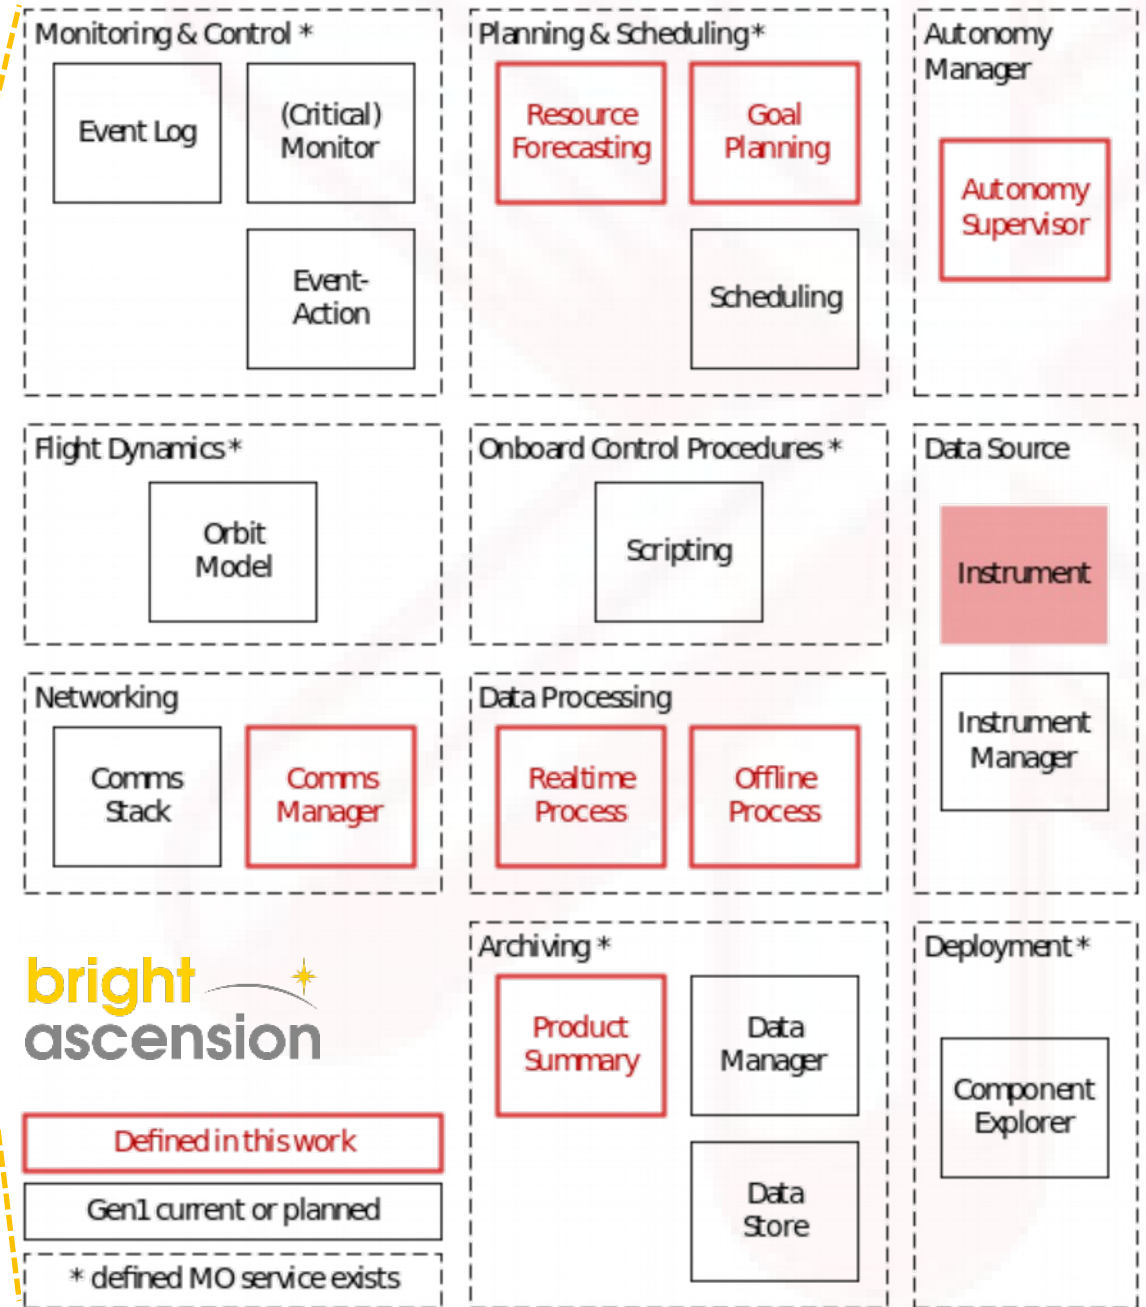 Monitoring & Control *
Event Log
(Critical)
Monitor
Event-
Action
Planning & Scheduling*
Resource
Forecasting
Goal
Planning
Scheduling
Autonomy
Manager
Autonomy
Supervisor
Flight Dynamics*
Orbit
Model
Onboard Control Procedures *
Scripting
Data Source
Instrument
Instrument
Manager
Networking
Comms
Stack
Comms
Manager
Data Processing
Realtime
Process
Offline
Process
Archiving *
Product
Summary
Data
Manager
Data
Store
Deployment *
Component
Explorer
bright
ascension
Defined in this work
Gen1 current or planned
* defined MO service exists